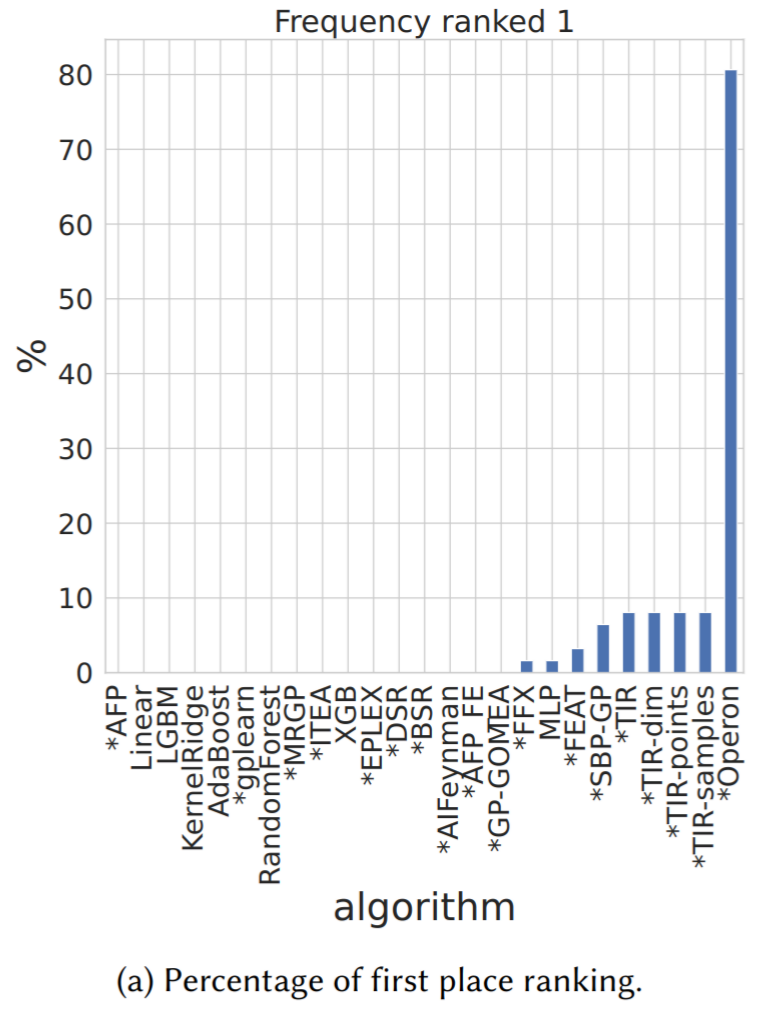 Frequency ranked 1
%
80
70
60
50
40
30
20
10
0
*AFP
Linear
LGBM
KernelRidge
AdaBoost
*gplearn
RandomForest
*MRGP
*ITEA
XGB
*EPLEX
*DSR
*BSR
*AIFeynman
*AFP_FE
*GP-GOMEA
*FFX
MLP
*FEAT
*SBP-GP
*TIR
*TIR-dim
*TIR-points
*TIR-samples
*Operon
algorithm
(a) Percentage of first place ranking.